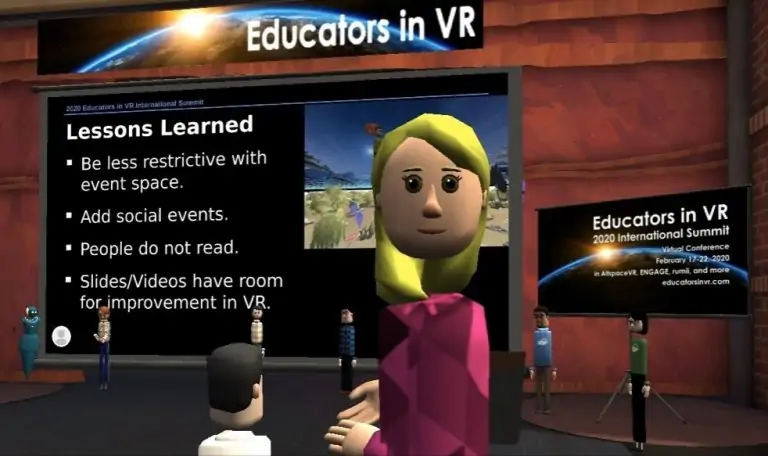 Educators in VR
2020 Educators in VR International Summit
Lessons Learned
▪ Be less restrictive with
event space.
▪ Add social events.
▪ People do not read.
▪ Slides/Videos have room
for improvement in VR.
Educators in VR
2020 International Summit
Virtual Conference
February 17-22, 2020
in AltspaceVR, ENGAGE, rumii, and more
educatorsinvr.com